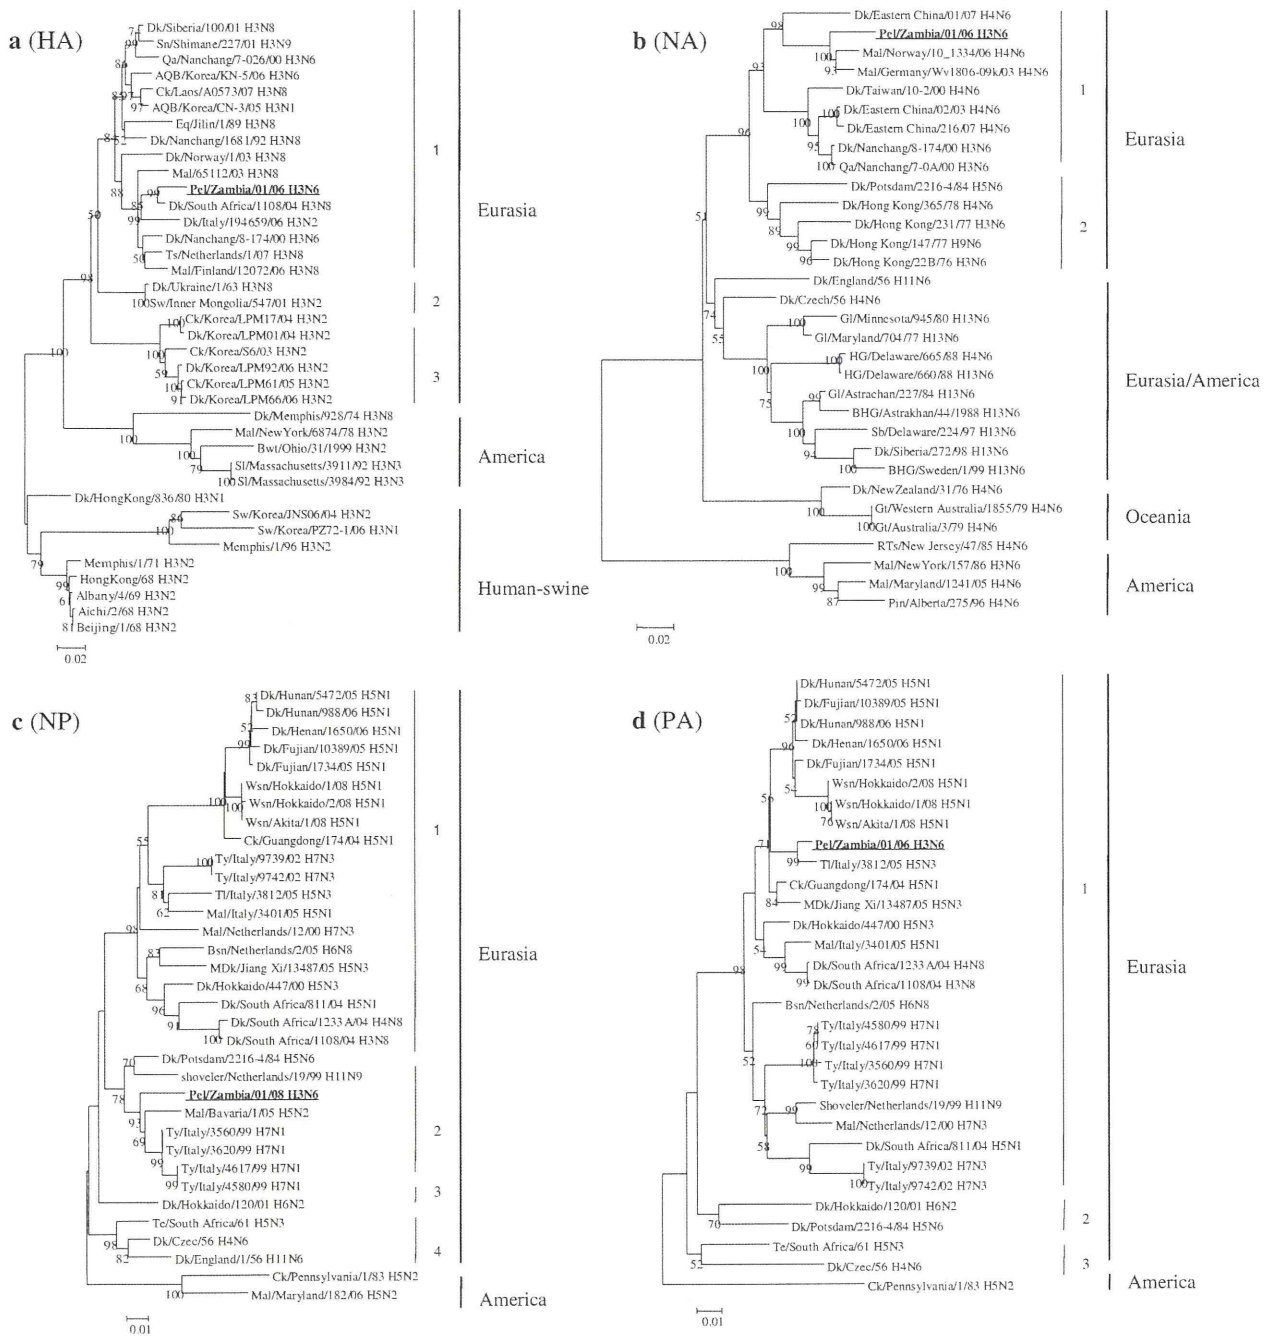 a (HA)
Dk/Siberia/100/01 H3N8
Sn/Shimane/227/01 H3N9
Qa/Nanchang/7-026/00 H3N6
AQB/Korea/KN-5/06 H3N6
Ck/Laos/A0573/07 H3N8
AQB/Korea/CN-3/05 H3N1
Eq/Jilin/1/89 H3N8
Dk/Nanchang/1681/92 H3N8
Dk/Norway/1/03 H3N8
Mal/65112/03 H3N8
Pel/Zambia/01/06 H3N6
Dk/South Africa/1108/04 H3N8
Dk/Italy/194659/06 H3N2
Dk/Nanchang/8-174/00 H3N6
Ts/Netherlands/1/07 H3N8
Mal/Finland/12072/06 H3N8
Dk/Ukraine/1/63 H3N8
100 Sw/Inner Mongolia/547/01 H3N2
Ck/Korea/LPM17/04 H3N2
Dk/Korea/LPM01/04 H3N2
Ck/Korea/S6/03 H3N2
Dk/Korea/LPM92/06 H3N2
Ck/Korea/LPM61/05 H3N2
Dk/Korea/LPM66/06 H3N2
Dk/Memphis/928/74 H3N8
Mal/NewYork/6874/78 H3N2
Bwt/Ohio/31/1999 H3N2
Sl/Massachusetts/3911/92 H3N3
100 Sl/Massachusetts/3984/92 H3N3
Dk/HongKong/836/80 H3N1
Sw/Korea/JNS06/04 H3N2
Sw/Korea/PZ72-1/06 H3N1
Memphis/1/96 H3N2
Memphis/1/71 H3N2
HongKong/68 H3N2
Albany/4/69 H3N2
Aichi/2/68 H3N2
81 Beijing/1/68 H3N2
1
2
3
Eurasia
America
Human-swine
0.02
b (NA)
Dk/Eastern China/01/07 H4N6
Pel/Zambia/01/06 H3N6
Mal/Norway/10_1334/06 H4N6
Mal/Germany/Wv1806-09k/03 H4N6
Dk/Taiwan/10-2/00 H4N6
Dk/Eastern China/02/03 H4N6
Dk/Eastern China/216/07 H4N6
Dk/Nanchang/8-174/00 H3N6
Qa/Nanchang/7-0A/00 H3N6
Dk/Potsdam/2216-4/84 H5N6
Dk/Hong Kong/365/78 H4N6
Dk/Hong Kong/231/77 H3N6
Dk/Hong Kong/147/77 H9N6
Dk/Hong Kong/22B/76 H3N6
Dk/England/56 H11N6
Dk/Czech/56 H4N6
Gl/Minnesota/945/80 H13N6
Gl/Maryland/704/77 H13N6
HG/Delaware/665/88 H4N6
HG/Delaware/660/88 H13N6
Gl/Astrachan/227/84 H13N6
BHG/Astrakhan/44/1988 H13N6
Sb/Delaware/224/97 H13N6
Dk/Siberia/272/98 H13N6
BHG/Sweden/1/99 H13N6
Dk/NewZealand/31/76 H4N6
Gt/Western Australia/1855/79 H4N6
Gt/Australia/3/79 H4N6
RTs/New Jersey/47/85 H4N6
Mal/NewYork/157/86 H3N6
Mal/Maryland/1241/05 H4N6
Pin/Alberta/275/96 H4N6
1
2
Eurasia
Eurasia/America
Oceania
America
0.02
c (NP)
Dk/Hunan/5472/05 H5N1
Dk/Hunan/988/06 H5N1
Dk/Henan/1650/06 H5N1
Dk/Fujian/10389/05 H5N1
Dk/Fujian/1734/05 H5N1
Wsn/Hokkaido/1/08 H5N1
Wsn/Hokkaido/2/08 H5N1
Wsn/Akita/1/08 H5N1
Ck/Guangdong/174/04 H5N1
Ty/Italy/9739/02 H7N3
Ty/Italy/9742/02 H7N3
Tl/Italy/3812/05 H5N3
Mal/Italy/3401/05 H5N1
Mal/Netherlands/12/00 H7N3
Bsn/Netherlands/2/05 H6N8
MDk/Jiang Xi/13487/05 H5N3
Dk/Hokkaido/447/00 H5N3
Dk/South Africa/811/04 H5N1
Dk/South Africa/1233A/04 H4N8
Dk/South Africa/1108/04 H3N8
Dk/Potsdam/2216-4/84 H5N6
shoveler/Netherlands/19/99 H11N9
Pel/Zambia/01/08 H3N6
Mal/Bavaria/1/05 H5N2
Ty/Italy/3560/99 H7N1
Ty/Italy/3620/99 H7N1
Ty/Italy/4617/99 H7N1
Ty/Italy/4580/99 H7N1
Dk/Hokkaido/120/01 H6N2
Te/South Africa/61 H5N3
Dk/Czec/56 H4N6
Dk/England/1/56 H11N6
Ck/Pennsylvania/1/83 H5N2
Mal/Maryland/182/06 H5N2
1
2
3
4
Eurasia
America
0.01
d (PA)
Dk/Hunan/5472/05 H5N1
Dk/Fujian/10389/05 H5N1
Dk/Hunan/988/06 H5N1
Dk/Henan/1650/06 H5N1
Dk/Fujian/1734/05 H5N1
Wsn/Hokkaido/2/08 H5N1
Wsn/Hokkaido/1/08 H5N1
Wsn/Akita/1/08 H5N1
Pel/Zambia/01/06 H3N6
Tl/Italy/3812/05 H5N3
Ck/Guangdong/174/04 H5N1
MDk/Jiang Xi/13487/05 H5N3
Dk/Hokkaido/447/00 H5N3
Mal/Italy/3401/05 H5N1
Dk/South Africa/1233A/04 H4N8
Dk/South Africa/1108/04 H3N8
Bsn/Netherlands/2/05 H6N8
Ty/Italy/4580/99 H7N1
Ty/Italy/4617/99 H7N1
Ty/Italy/3560/99 H7N1
Ty/Italy/3620/99 H7N1
Shoveler/Netherlands/19/99 H11N9
Mal/Netherlands/12/00 H7N3
Dk/South Africa/811/04 H5N1
Ty/Italy/9739/02 H7N3
Ty/Italy/9742/02 H7N3
Dk/Hokkaido/120/01 H6N2
Dk/Potsdam/2216-4/84 H5N6
Te/South Africa/61 H5N3
Dk/Czec/56 H4N6
Ck/Pennsylvania/1/83 H5N2
1
2
3
Eurasia
America
0.01